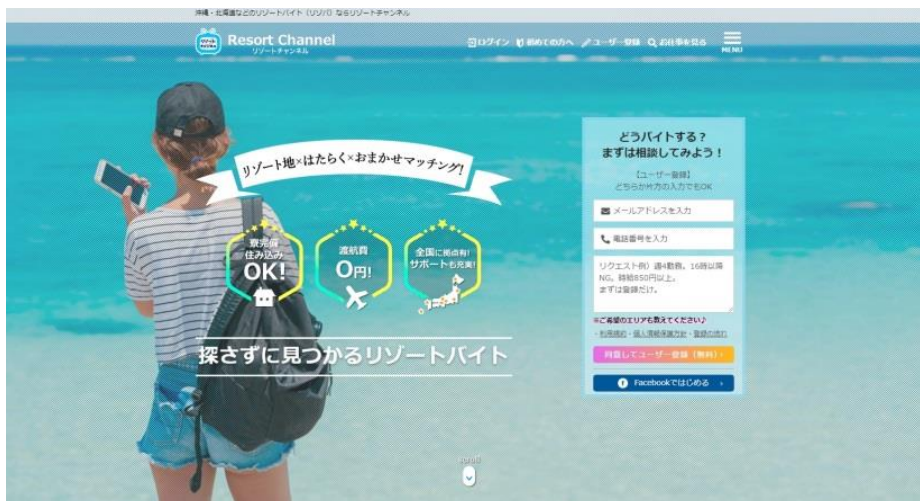 沖縄・北海道などのリゾートバイト（リゾバ）ならリゾートチャンネル
Resort Channel
リゾートチャンネル
ログイン 初めての方へ ユーザー登録 お仕事を見る
MENU
リゾート地×はたらく×おまかせマッチング!
寮完備
住み込み
OK!
渡航費
0円!
全国に拠点有!
サポートも充実!
探さずに見つかるリゾートバイト
どうバイトする？
まずは相談してみよう！
【ユーザー登録】
どちらか片方の入力でもOK
メールアドレスを入力
電話番号を入力
リクエスト例）週4勤務。16時以降
NG。時給850円以上。
まずは登録だけ。
※ご希望のエリアも教えてください♪
・利用規約・個人情報保護方針・登録の流れ
同意してユーザー登録（無料）
Facebookではじめる
scroll